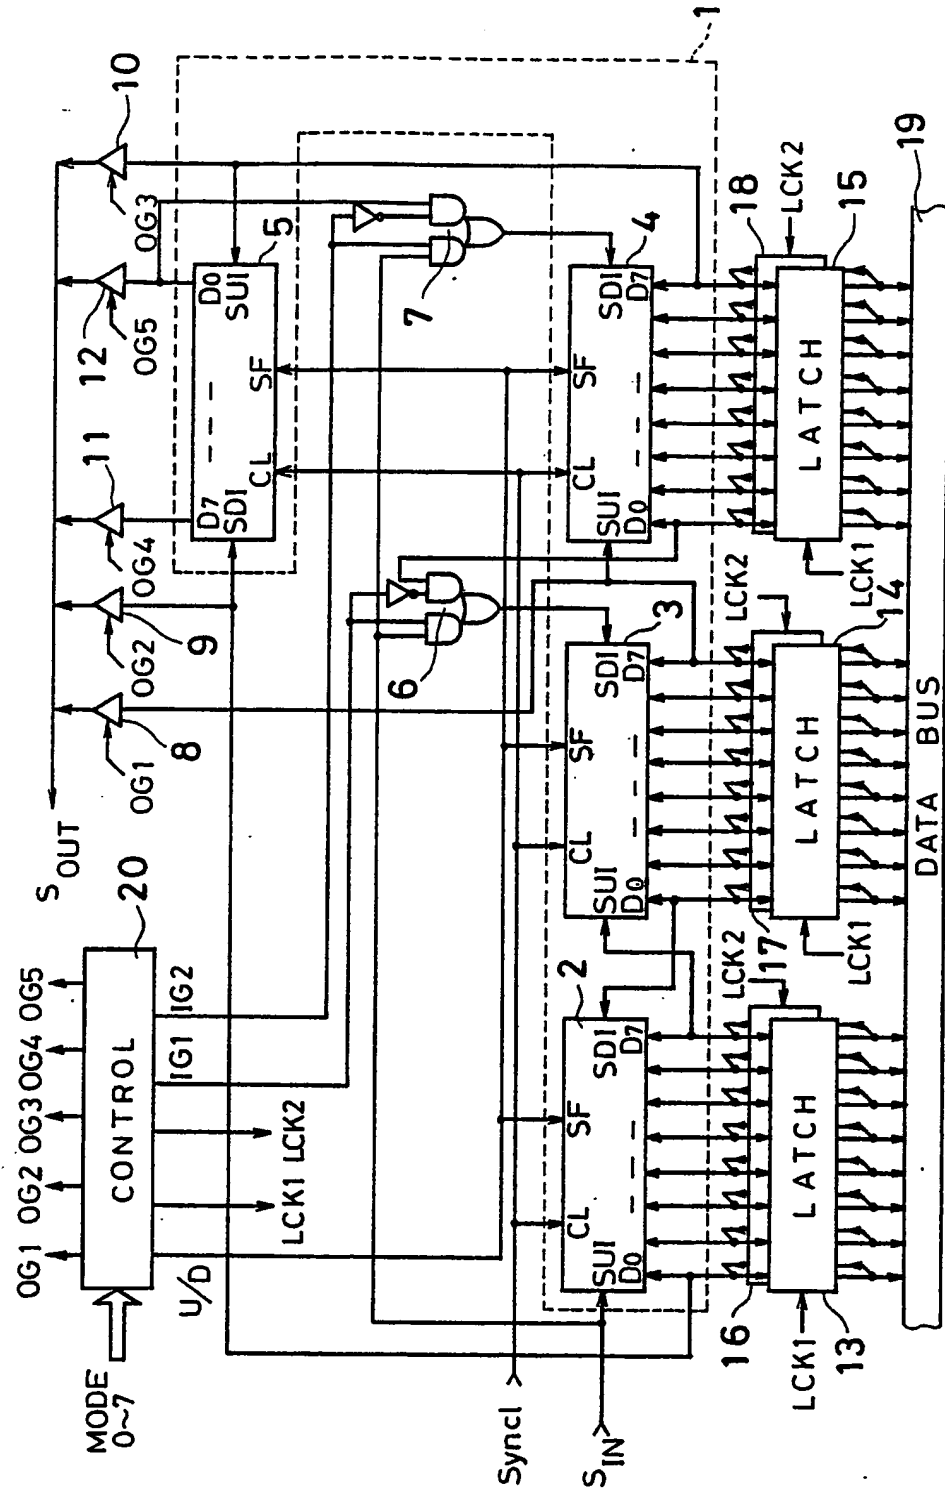 OG1 OG2 OG3 OG4 OG5
MODE
0~7
CONTROL
20
SOUT
U/D
LCK1 LCK2
IG1
IG2
OG1
8
OG2
9
OG4
11
OG5
12
OG3
10
D7
SDI
D0
SUI
CL
SF
5
6
7
1
Syncl
SIN
CL
SF
SUI
D0
SDI
D7
2
CL
SF
SUI
D0
SDI
D7
3
CL
SF
SUI
D0
SDI
D7
4
16
LCK2
17
LCK2
18
LCK2
LATCH
LATCH
LATCH
LCK1
13
LCK1
14
LCK1
15
DATA BUS
19